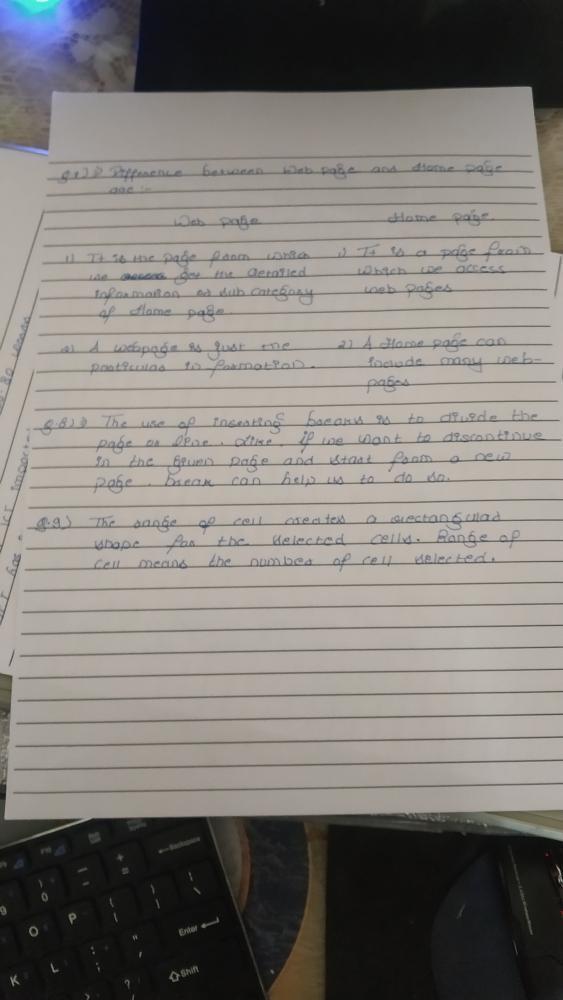 Difference between Web page and Home page
are :-
Web page
Home page.
1) It is the page from which
we get the detailed
information or sub category
of Home page.
1) It is a page from
which we access
web pages
2) A webpage is just the
particular information.
2) A Home page can
include many web-
pages
Q.8) The use of inserting breaks is to divide the
page or line. Like, if we want to discontinue
in the given page and start from a new
page. break can help us to do so.
Q.9) The range of cell creates a rectangular
shape for the selected cells. Range of
cell means the number of cell selected.
Backspace
Enter
Shift
O P
K L